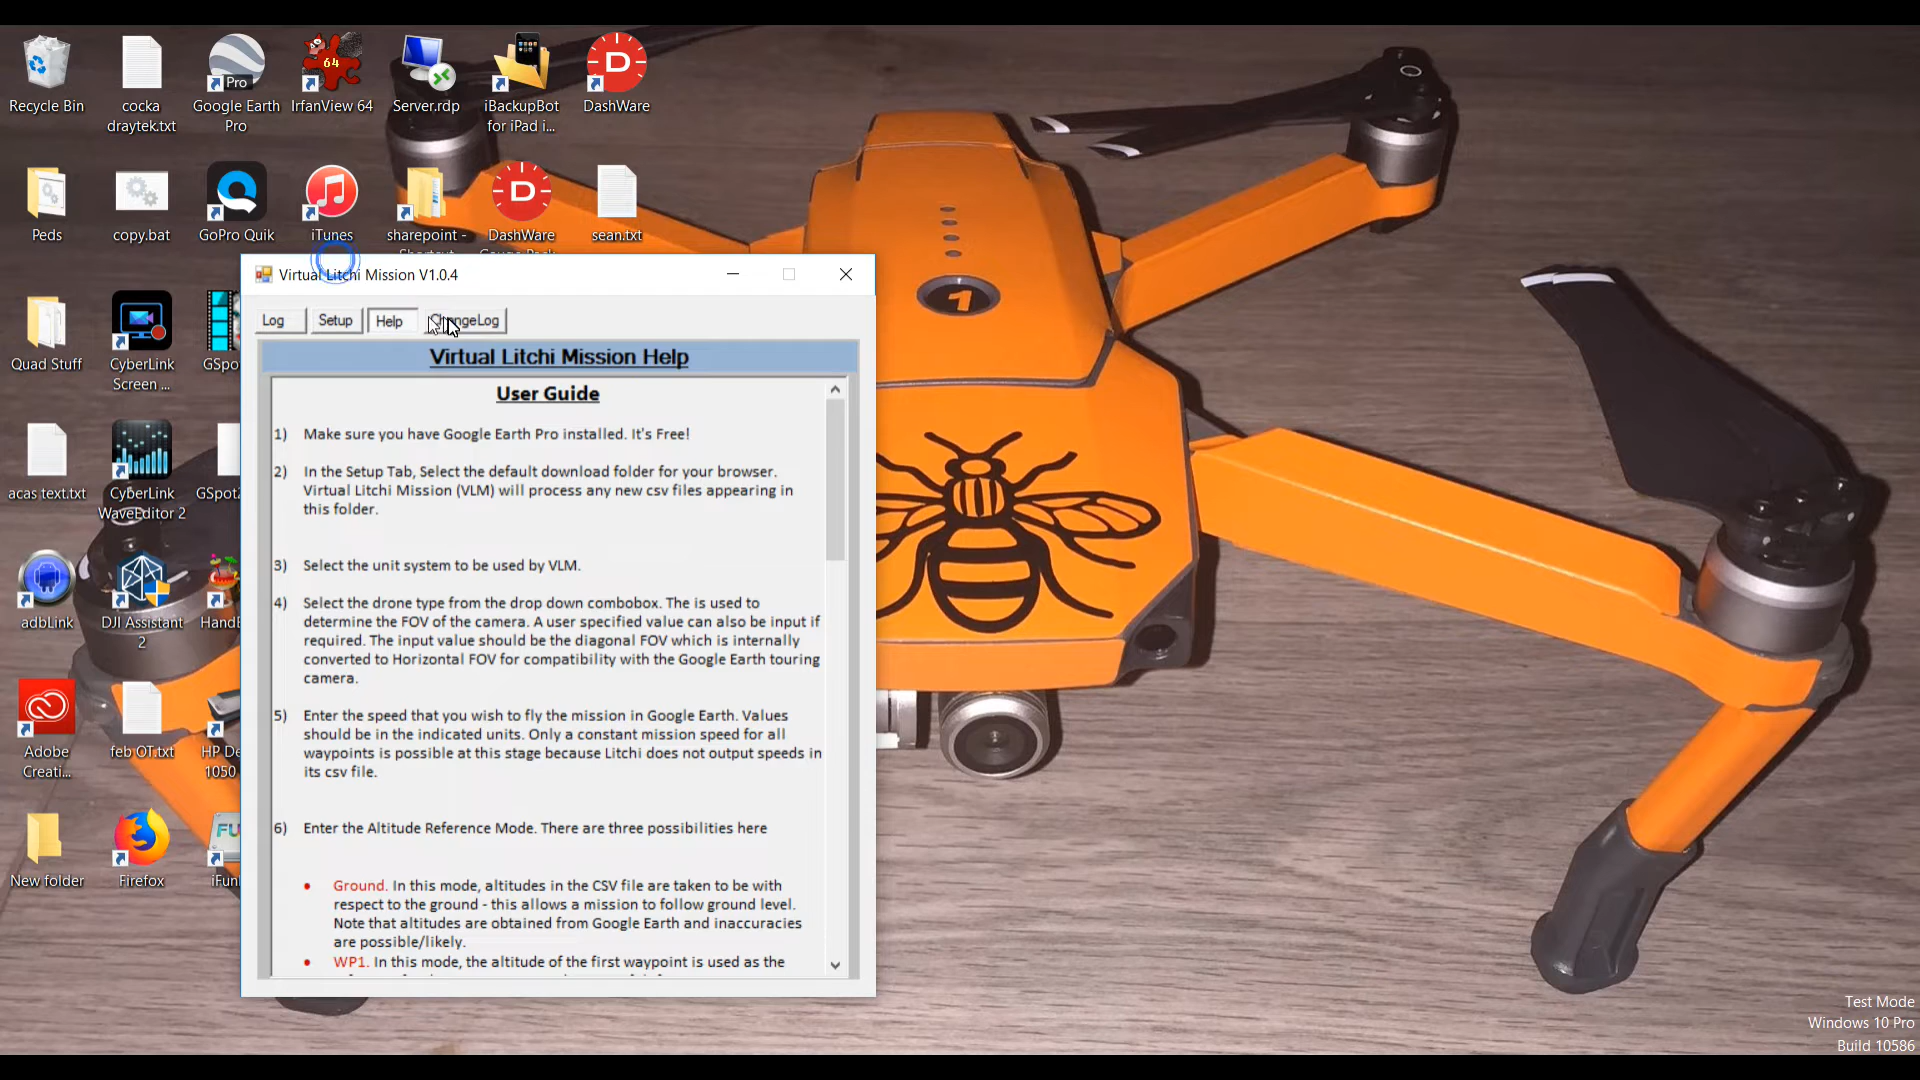 Recycle Bin
cocka
draytek.txt
Pro
Google Earth
Pro
64
IrfanView 64
Server.rdp
iBackupBot
for iPad i...
D
DashWare
Peds
copy.bat
GoPro Quik
iTunes
sharepoint -
D
DashWare
sean.txt
1
Quad Stuff
CyberLink
Screen ...
acas text.txt
CyberLink
WaveEditor 2
adbLink
DJI Assistant
2
Adobe
Creati...
feb OT.txt
HP De
1050
New folder
Firefox
FU
iFun
Virtual Litchi Mission V1.0.4
Log
Setup
Help
ChangeLog
Virtual Litchi Mission Help
User Guide
1) Make sure you have Google Earth Pro installed. It's Free!
2) In the Setup Tab, Select the default download folder for your browser.
Virtual Litchi Mission (VLM) will process any new csv files appearing in
this folder.
3) Select the unit system to be used by VLM.
4) Select the drone type from the drop down combobox. The is used to
determine the FOV of the camera. A user specified value can also be input if
required. The input value should be the diagonal FOV which is internally
converted to Horizontal FOV for compatibility with the Google Earth touring
camera.
5) Enter the speed that you wish to fly the mission in Google Earth. Values
should be in the indicated units. Only a constant mission speed for all
waypoints is possible at this stage because Litchi does not output speeds in
its csv file.
6) Enter the Altitude Reference Mode. There are three possibilities here
• Ground. In this mode, altitudes in the CSV file are taken to be with
respect to the ground - this allows a mission to follow ground level.
Note that altitudes are obtained from Google Earth and inaccuracies
are possible/likely.
• WP1. In this mode, the altitude of the first waypoint is used as the
Test Mode
Windows 10 Pro
Build 10586